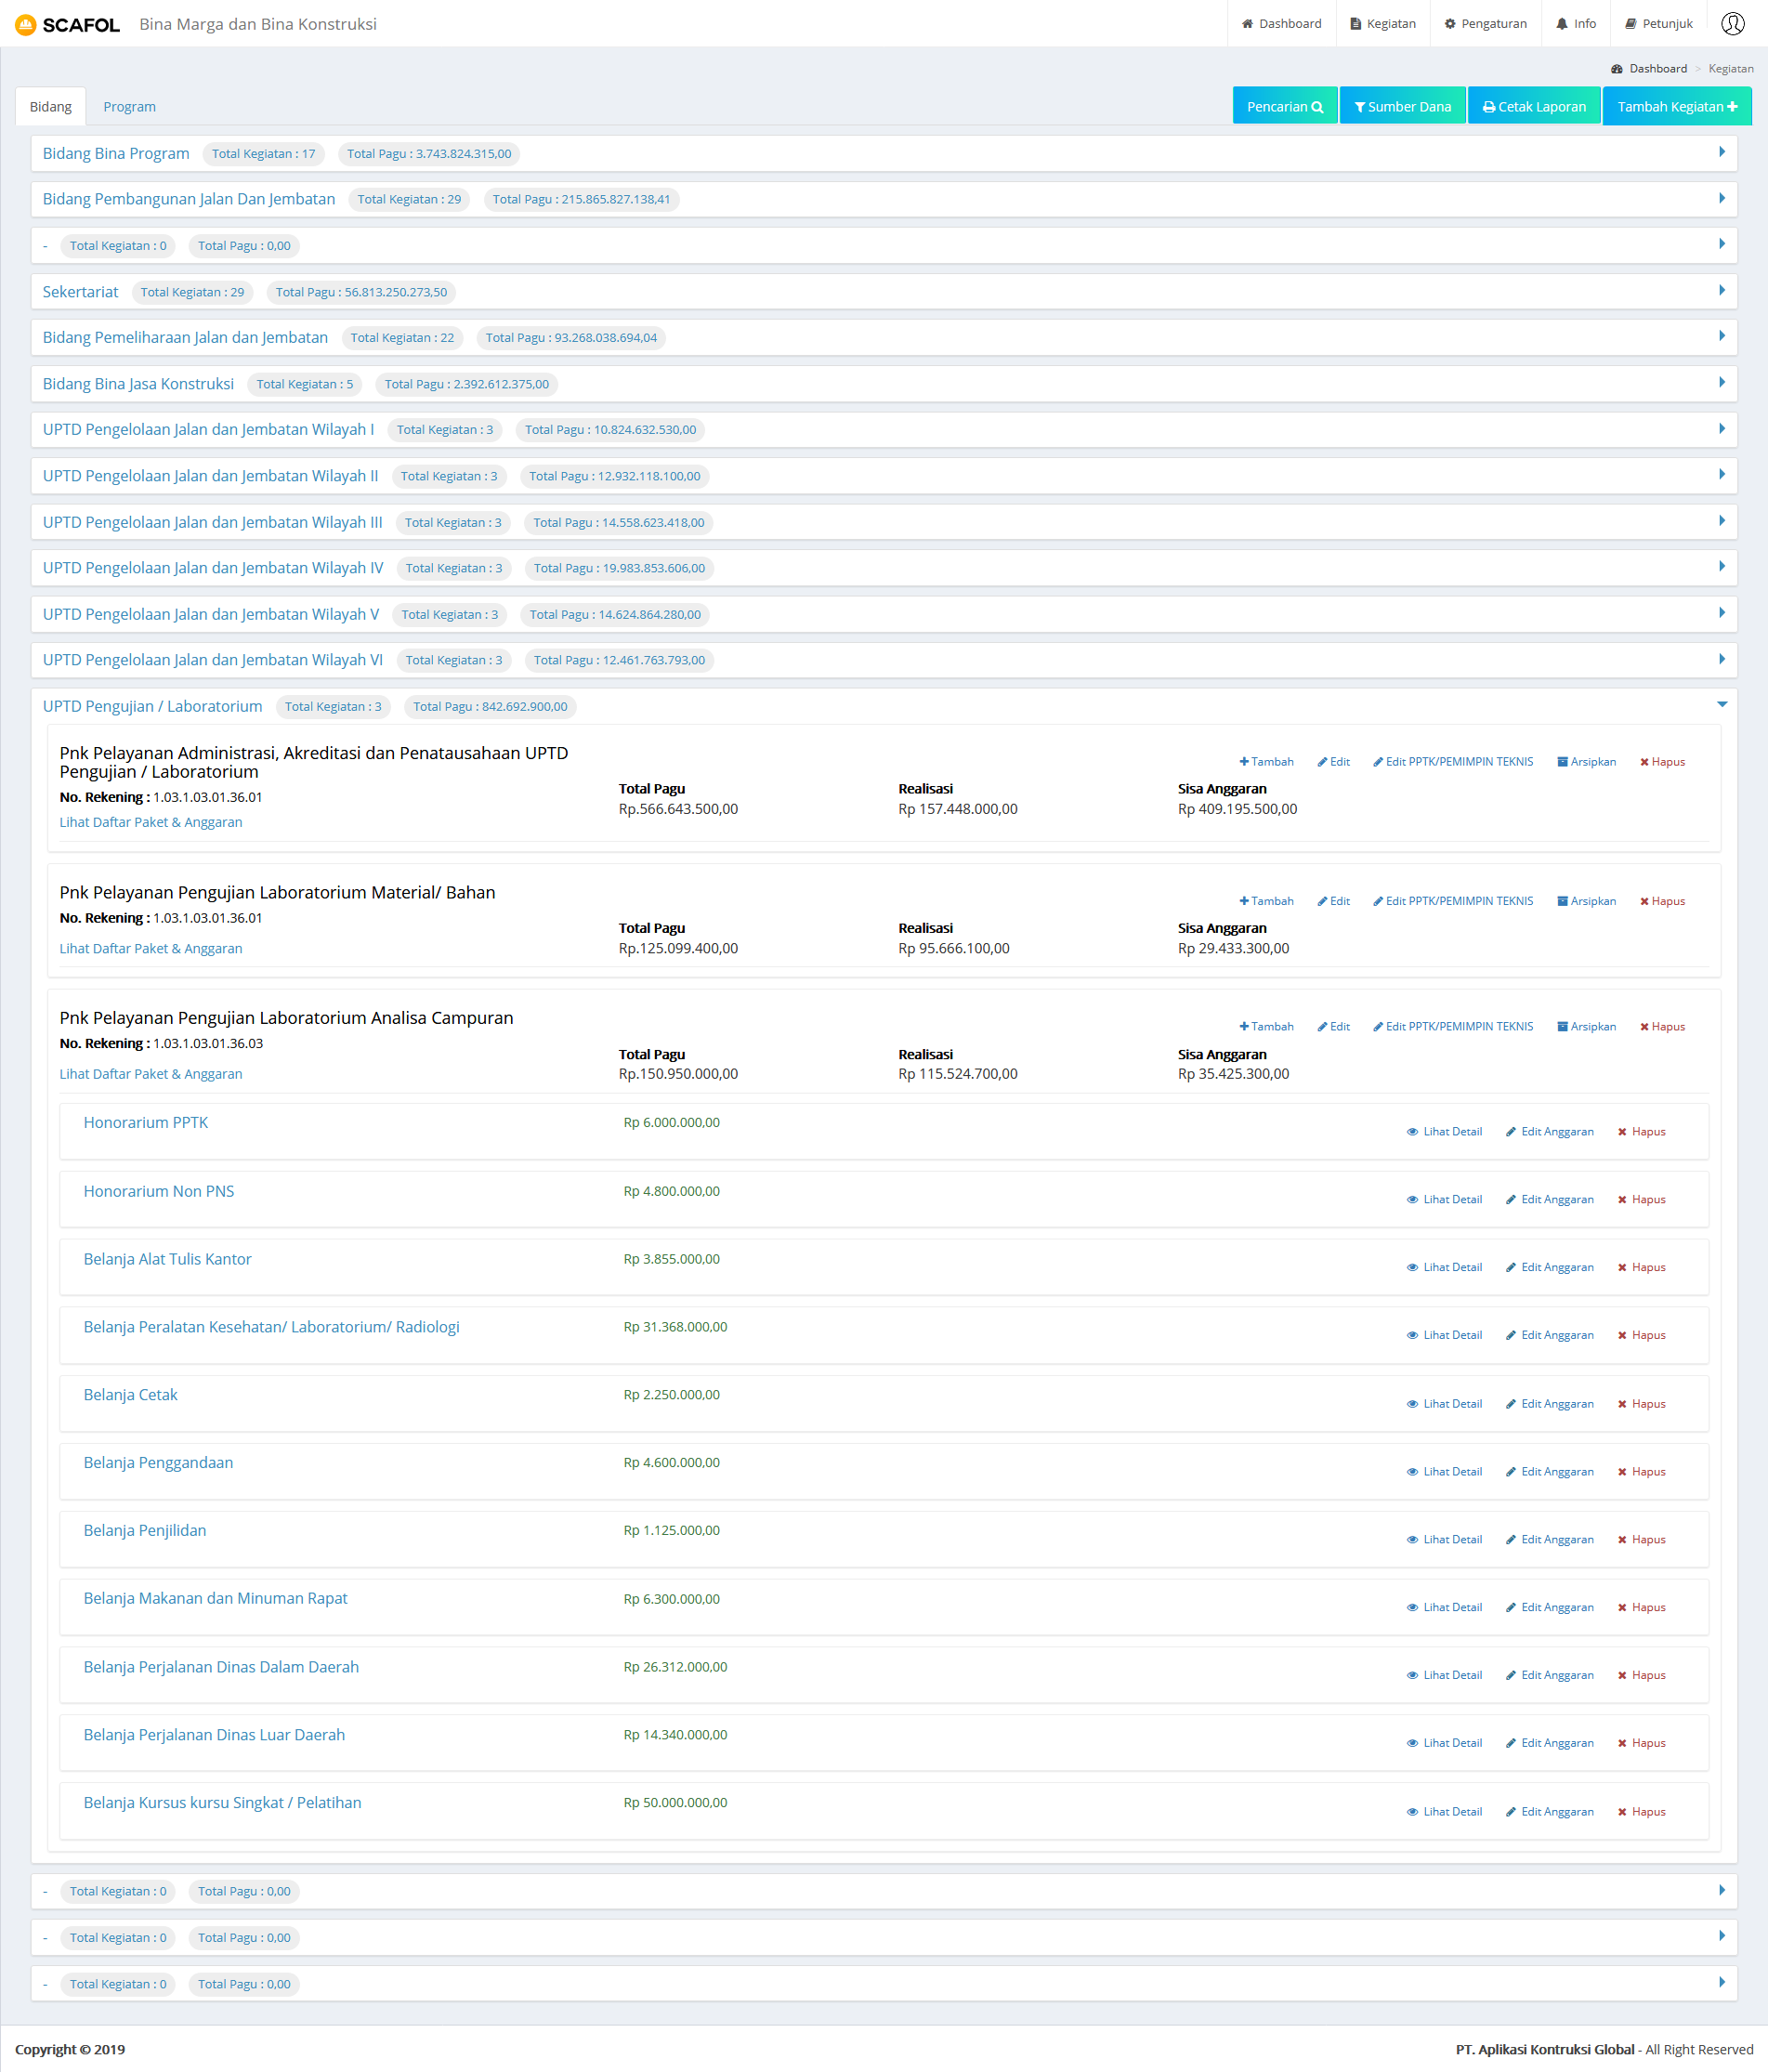 SCAFOL Bina Marga dan Bina Konstruksi Dashboard Kegiatan Pengaturan Info Petunjuk
Dashboard > Kegiatan
Bidang Program Pencarian Sumber Dana Cetak Laporan Tambah Kegiatan
Bidang Bina Program Total Kegiatan : 17 Total Pagu : 3.743.824.315,00
Bidang Pembangunan Jalan Dan Jembatan Total Kegiatan : 29 Total Pagu : 215.865.827.138,41
- Total Kegiatan : 0 Total Pagu : 0,00
Sekertariat Total Kegiatan : 29 Total Pagu : 56.813.250.273,50
Bidang Pemeliharaan Jalan dan Jembatan Total Kegiatan : 22 Total Pagu : 93.268.038.694,04
Bidang Bina Jasa Konstruksi Total Kegiatan : 5 Total Pagu : 2.392.612.375,00
UPTD Pengelolaan Jalan dan Jembatan Wilayah I Total Kegiatan : 3 Total Pagu : 10.824.632.530,00
UPTD Pengelolaan Jalan dan Jembatan Wilayah II Total Kegiatan : 3 Total Pagu : 12.932.118.100,00
UPTD Pengelolaan Jalan dan Jembatan Wilayah III Total Kegiatan : 3 Total Pagu : 14.558.623.418,00
UPTD Pengelolaan Jalan dan Jembatan Wilayah IV Total Kegiatan : 3 Total Pagu : 19.983.853.606,00
UPTD Pengelolaan Jalan dan Jembatan Wilayah V Total Kegiatan : 3 Total Pagu : 14.624.864.280,00
UPTD Pengelolaan Jalan dan Jembatan Wilayah VI Total Kegiatan : 3 Total Pagu : 12.461.763.793,00
UPTD Pengujian / Laboratorium Total Kegiatan : 3 Total Pagu : 842.692.900,00
Pnk Pelayanan Administrasi, Akreditasi dan Penatausahaan UPTD
Pengujian / Laboratorium
Tambah Edit Edit PPTK/PEMIMPIN TEKNIS Arsipkan Hapus
No. Rekening : 1.03.1.03.01.36.01
Total Pagu Realisasi Sisa Anggaran
Rp.566.643.500,00 Rp 157.448.000,00 Rp 409.195.500,00
Lihat Daftar Paket & Anggaran
Pnk Pelayanan Pengujian Laboratorium Material/ Bahan
Tambah Edit Edit PPTK/PEMIMPIN TEKNIS Arsipkan Hapus
No. Rekening : 1.03.1.03.01.36.01
Total Pagu Realisasi Sisa Anggaran
Rp.125.099.400,00 Rp 95.666.100,00 Rp 29.433.300,00
Lihat Daftar Paket & Anggaran
Pnk Pelayanan Pengujian Laboratorium Analisa Campuran
Tambah Edit Edit PPTK/PEMIMPIN TEKNIS Arsipkan Hapus
No. Rekening : 1.03.1.03.01.36.03
Total Pagu Realisasi Sisa Anggaran
Rp.150.950.000,00 Rp 115.524.700,00 Rp 35.425.300,00
Lihat Daftar Paket & Anggaran
Honorarium PPTK Rp 6.000.000,00 Lihat Detail Edit Anggaran Hapus
Honorarium Non PNS Rp 4.800.000,00 Lihat Detail Edit Anggaran Hapus
Belanja Alat Tulis Kantor Rp 3.855.000,00 Lihat Detail Edit Anggaran Hapus
Belanja Peralatan Kesehatan/ Laboratorium/ Radiologi Rp 31.368.000,00 Lihat Detail Edit Anggaran Hapus
Belanja Cetak Rp 2.250.000,00 Lihat Detail Edit Anggaran Hapus
Belanja Penggandaan Rp 4.600.000,00 Lihat Detail Edit Anggaran Hapus
Belanja Penjilidan Rp 1.125.000,00 Lihat Detail Edit Anggaran Hapus
Belanja Makanan dan Minuman Rapat Rp 6.300.000,00 Lihat Detail Edit Anggaran Hapus
Belanja Perjalanan Dinas Dalam Daerah Rp 26.312.000,00 Lihat Detail Edit Anggaran Hapus
Belanja Perjalanan Dinas Luar Daerah Rp 14.340.000,00 Lihat Detail Edit Anggaran Hapus
Belanja Kursus kursu Singkat / Pelatihan Rp 50.000.000,00 Lihat Detail Edit Anggaran Hapus
- Total Kegiatan : 0 Total Pagu : 0,00
- Total Kegiatan : 0 Total Pagu : 0,00
- Total Kegiatan : 0 Total Pagu : 0,00
Copyright © 2019 PT. Aplikasi Kontruksi Global - All Right Reserved